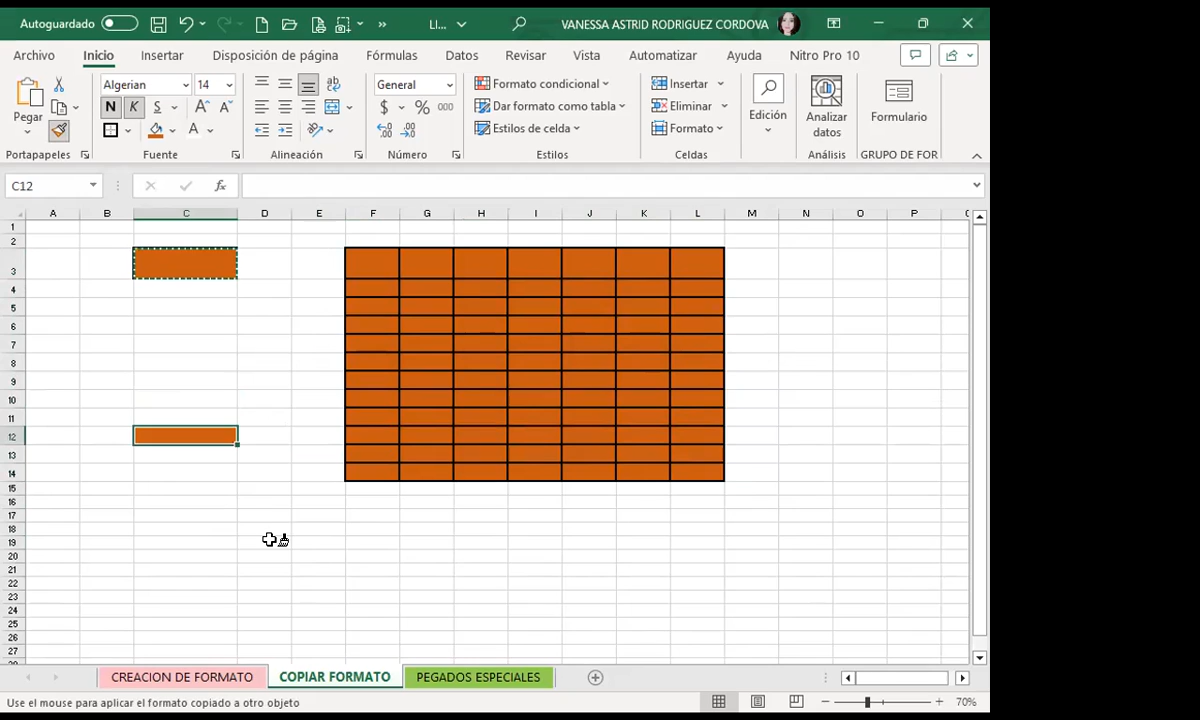 Autoguardado LI... VANESSA ASTRID RODRIGUEZ CORDOVA
Archivo Inicio Insertar Disposición de página Fórmulas Datos Revisar Vista Automatizar Ayuda Nitro Pro 10
Pegar
Portapapeles
Algerian 14
N K S A A
A
Fuente
ab
Alineación
General
$ % 000
Número
Formato condicional
Dar formato como tabla
Estilos de celda
Estilos
Insertar
Eliminar
Formato
Celdas
Edición
Analizar
datos
Análisis
Formulario
GRUPO DE FOR
C12 fx
A B C D E F G H I J K L M N O P
1
2
3
4
5
6
7
8
9
10
11
12
13
14
15
16
17
18
19
20
21
22
23
24
25
26
27
CREACION DE FORMATO COPIAR FORMATO PEGADOS ESPECIALES
Use el mouse para aplicar el formato copiado a otro objeto 70%